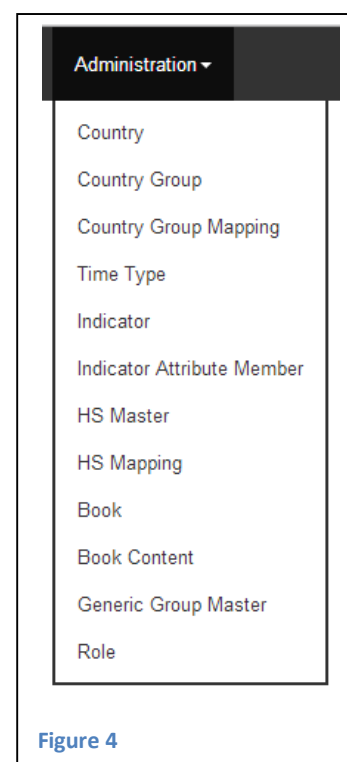 Administration
Country
Country Group
Country Group Mapping
Time Type
Indicator
Indicator Attribute Member
HS Master
HS Mapping
Book
Book Content
Generic Group Master
Role
Figure 4